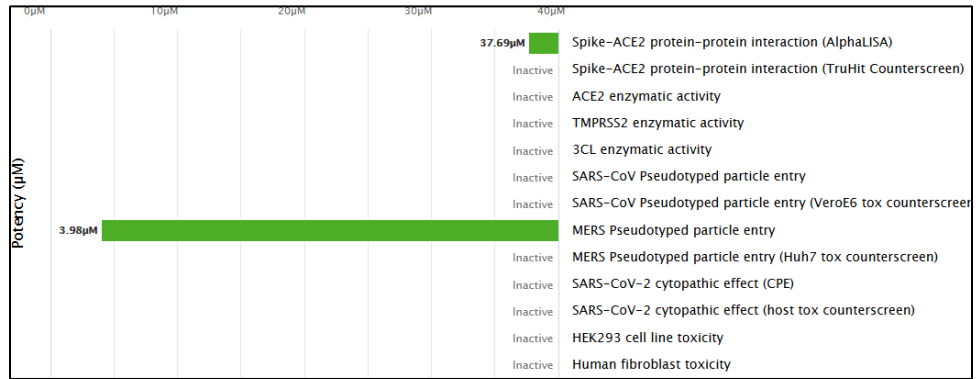 0µM 10µM 20µM 30µM 40µM
Potency (µM)
37.69µM Spike-ACE2 protein-protein interaction (AlphaLISA)
Inactive Spike-ACE2 protein-protein interaction (TruHit Counterscreen)
Inactive ACE2 enzymatic activity
Inactive TMPRSS2 enzymatic activity
Inactive 3CL enzymatic activity
Inactive SARS-CoV Pseudotyped particle entry
Inactive SARS-CoV Pseudotyped particle entry (VeroE6 tox counterscreen
3.98µM MERS Pseudotyped particle entry
Inactive MERS Pseudotyped particle entry (Huh7 tox counterscreen)
Inactive SARS-CoV-2 cytopathic effect (CPE)
Inactive SARS-CoV-2 cytopathic effect (host tox counterscreen)
Inactive HEK293 cell line toxicity
Inactive Human fibroblast toxicity